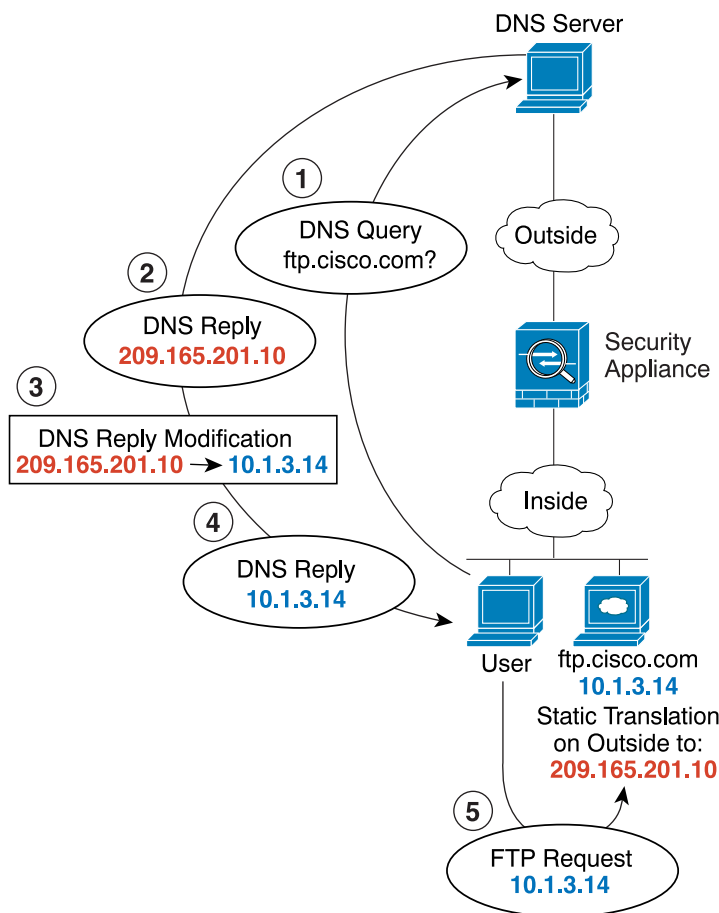 DNS Server
1
DNS Query
ftp.cisco.com?
Outside
2
DNS Reply
209.165.201.10
Security
Appliance
3
DNS Reply Modification
209.165.201.10 10.1.3.14
Inside
4
DNS Reply
10.1.3.14
User
ftp.cisco.com
10.1.3.14
Static Translation
on Outside to:
209.165.201.10
5
FTP Request
10.1.3.14